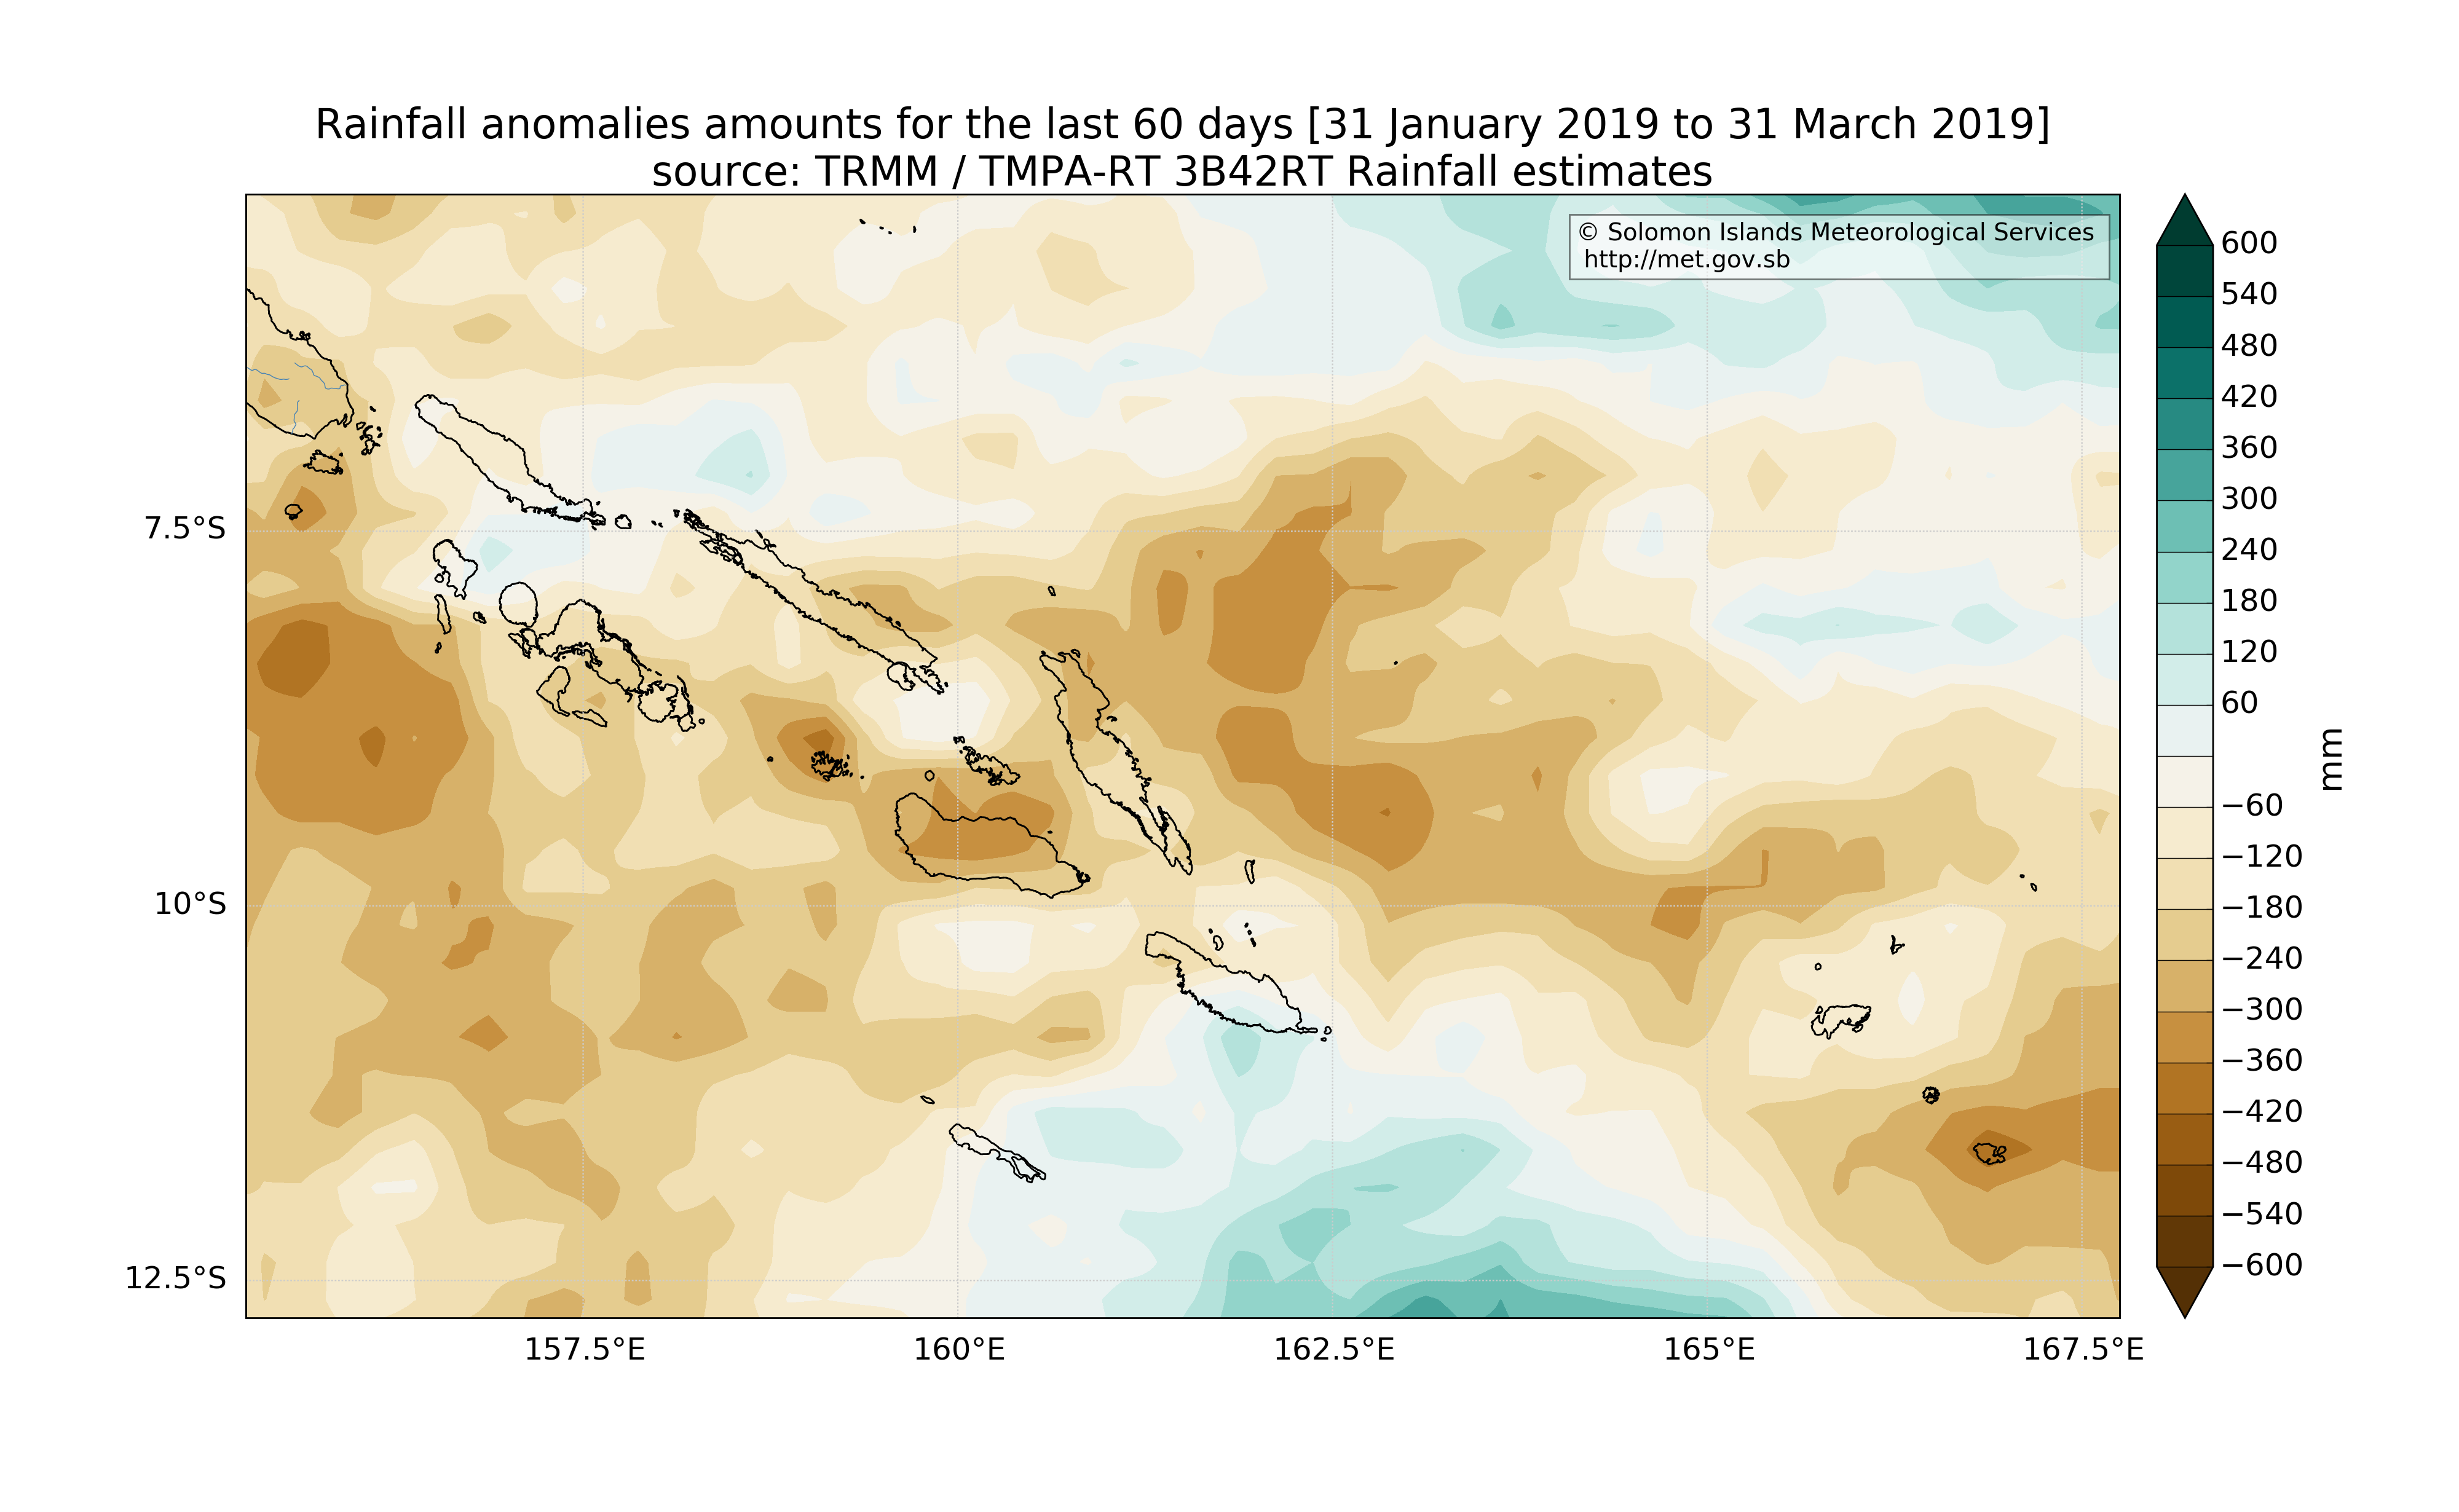 Rainfall anomalies amounts for the last 60 days [31 January 2019 to 31 March 2019]
source: TRMM / TMPA-RT 3B42RT Rainfall estimates
© Solomon Islands Meteorological Services
http://met.gov.sb
7.5°S
10°S
12.5°S
157.5°E
160°E
162.5°E
165°E
167.5°E
600
540
480
420
360
300
240
180
120
60
−60
−120
−180
−240
−300
−360
−420
−480
−540
−600
mm